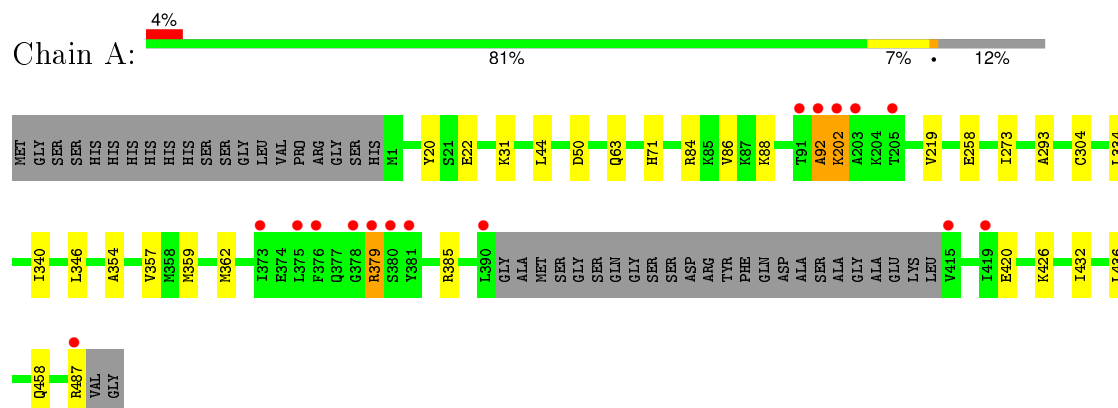 4%
Chain A:
81% 7% • 12%
MET GLY SER SER HIS HIS HIS HIS HIS HIS SER SER GLY LEU VAL PRO ARG GLY SER HIS M1 Y20 S21 E22 K31 L44 D50 Q63 H71 R84 K85 V86 K87 K88 T91 A92 K202 A203 K204 T205 V219 E258 I273 A293 C304 L334
I340 L346 A354 V357 M358 M359 M362 I373 E374 L375 F376 Q377 G378 R379 S380 Y381 R385 L390 GLY ALA MET SER GLY SER GLN GLY SER SER ASP ARG TYR PHE GLN ASP ALA SER ALA GLY ALA GLU LYS LEU V415 I419 E420 K426 I432
Q458 R487 VAL GLY